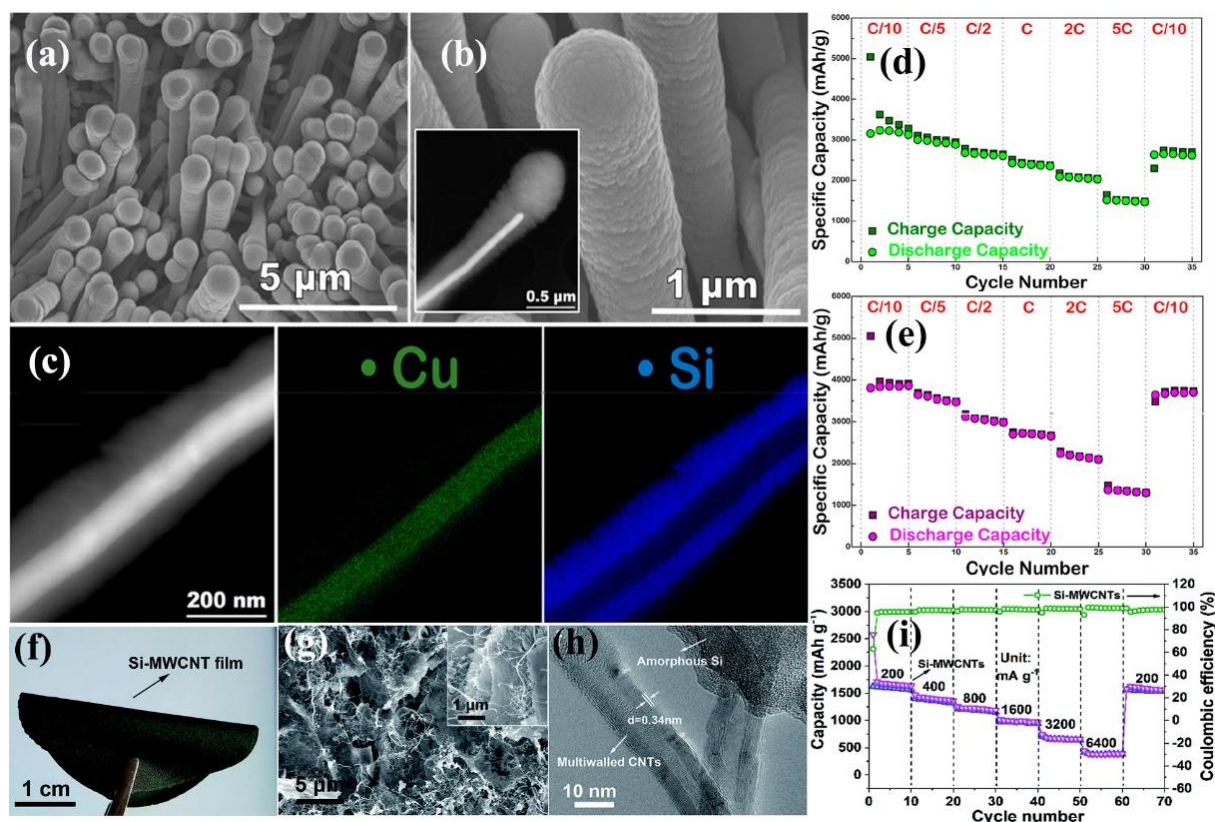 (a)
5 µm
(b)
0.5 µm
1 µm
(c)
200 nm
• Cu
• Si
(d)
C/10 C/5 C/2 C 2C 5C C/10
Specific Capacity (mAh/g)
6000
5000
4000
3000
2000
1000
0
Charge Capacity
Discharge Capacity
0 5 10 15 20 25 30 35
Cycle Number
(e)
C/10 C/5 C/2 C 2C 5C C/10
Specific Capacity (mAh/g)
6000
5000
4000
3000
2000
1000
0
Charge Capacity
Discharge Capacity
0 5 10 15 20 25 30 35
Cycle Number
(f)
Si-MWCNT film
1 cm
(g)
1 µm
5 µm
(h)
Amorphous Si
d=0.34nm
Multiwalled CNTs
10 nm
(i)
Capacity (mAh g⁻¹)
3500
3000
2500
2000
1500
1000
500
0
Si-MWCNTs
Si-MWCNTs
Unit:
mA g⁻¹
200
400
800
1600
3200
6400
200
120
100
80
60
40
20
0
-20
-40
-60
Coulombic efficiency (%)
0 10 20 30 40 50 60 70
Cycle number